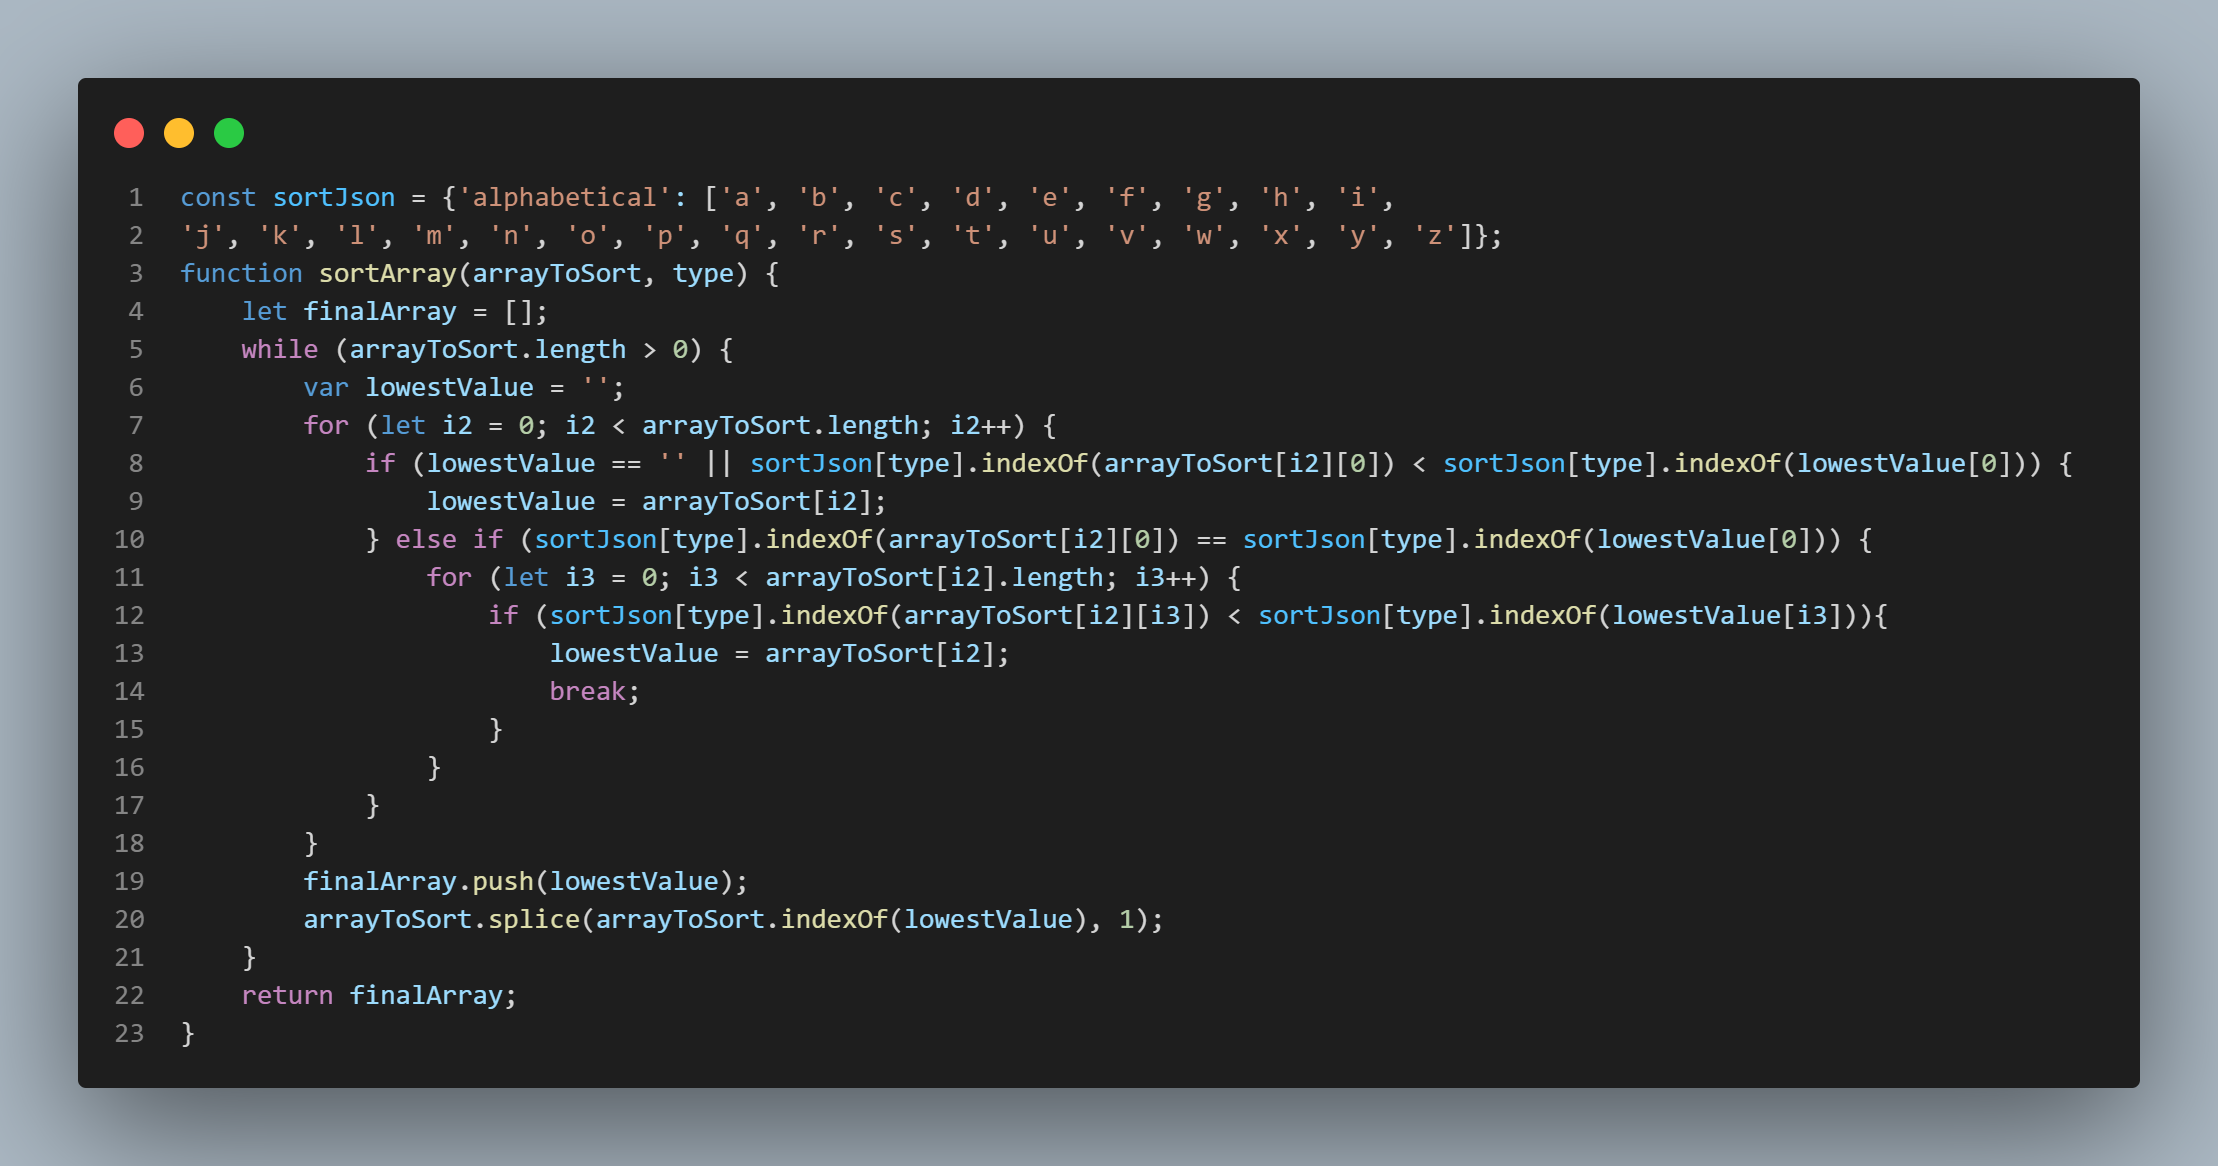 1 const sortJson = {'alphabetical': ['a', 'b', 'c', 'd', 'e', 'f', 'g', 'h', 'i',
2 'j', 'k', 'l', 'm', 'n', 'o', 'p', 'q', 'r', 's', 't', 'u', 'v', 'w', 'x', 'y', 'z']};
3 function sortArray(arrayToSort, type) {
4     let finalArray = [];
5     while (arrayToSort.length > 0) {
6         var lowestValue = '';
7         for (let i2 = 0; i2 < arrayToSort.length; i2++) {
8             if (lowestValue == '' || sortJson[type].indexOf(arrayToSort[i2][0]) < sortJson[type].indexOf(lowestValue[0])) {
9                 lowestValue = arrayToSort[i2];
10             } else if (sortJson[type].indexOf(arrayToSort[i2][0]) == sortJson[type].indexOf(lowestValue[0])) {
11                 for (let i3 = 0; i3 < arrayToSort[i2].length; i3++) {
12                     if (sortJson[type].indexOf(arrayToSort[i2][i3]) < sortJson[type].indexOf(lowestValue[i3])){
13                         lowestValue = arrayToSort[i2];
14                         break;
15                     }
16                 }
17             }
18         }
19         finalArray.push(lowestValue);
20         arrayToSort.splice(arrayToSort.indexOf(lowestValue), 1);
21     }
22     return finalArray;
23 }